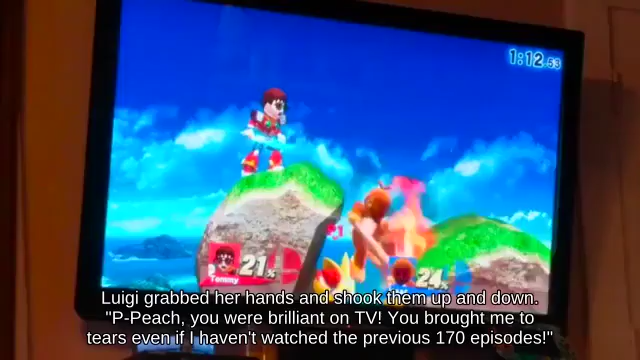 1:12.53
P1
21%
Tommy
24%
Luigi grabbed her hands and shook them up and down.
"P-Peach, you were brilliant on TV! You brought me to
tears even if I haven't watched the previous 170 episodes!"